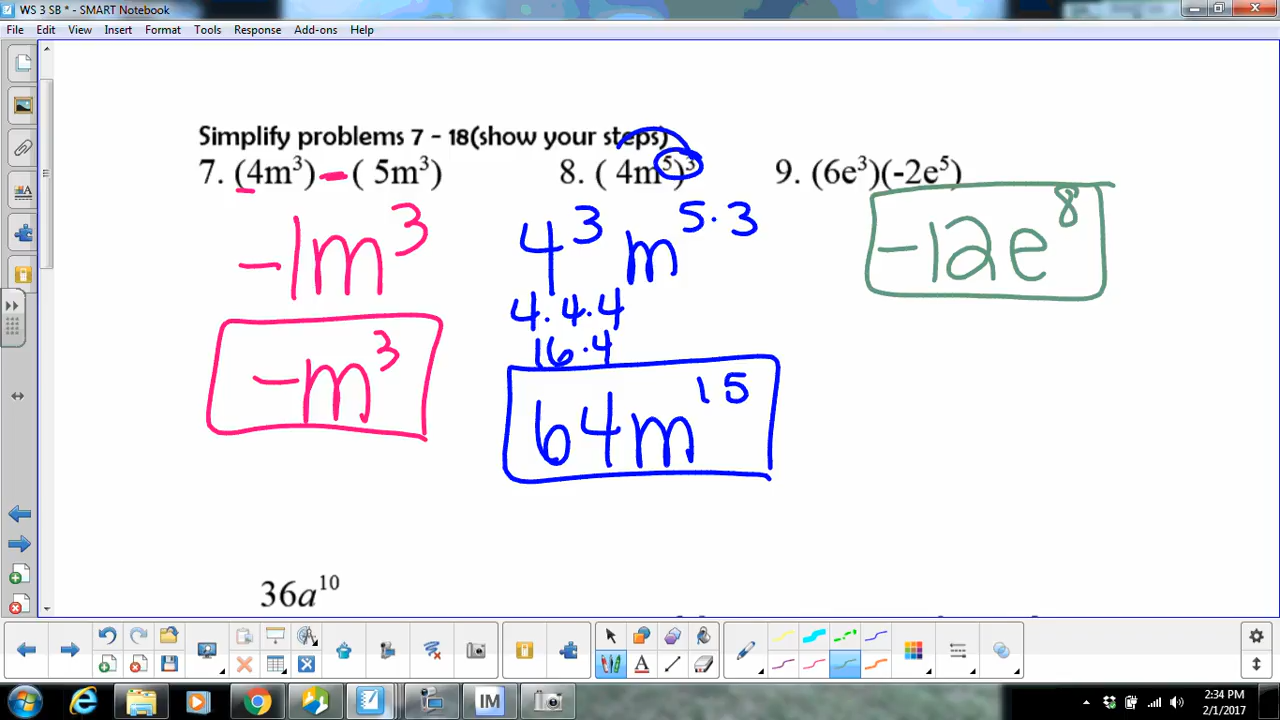 WS 3 SB * - SMART Notebook
File Edit View Insert Format Tools Response Add-ons Help
Simplify problems 7 - 18(show your steps)
7. (4m³) - ( 5m³) 8. ( 4m⁵)³ 9. (6e³)(-2e⁵)
-1m³ 4³ m⁵·³ -12e⁸
4·4·4
16·4
-m³ 64m¹⁵
36a¹⁰
IM
2:34 PM
2/1/2017